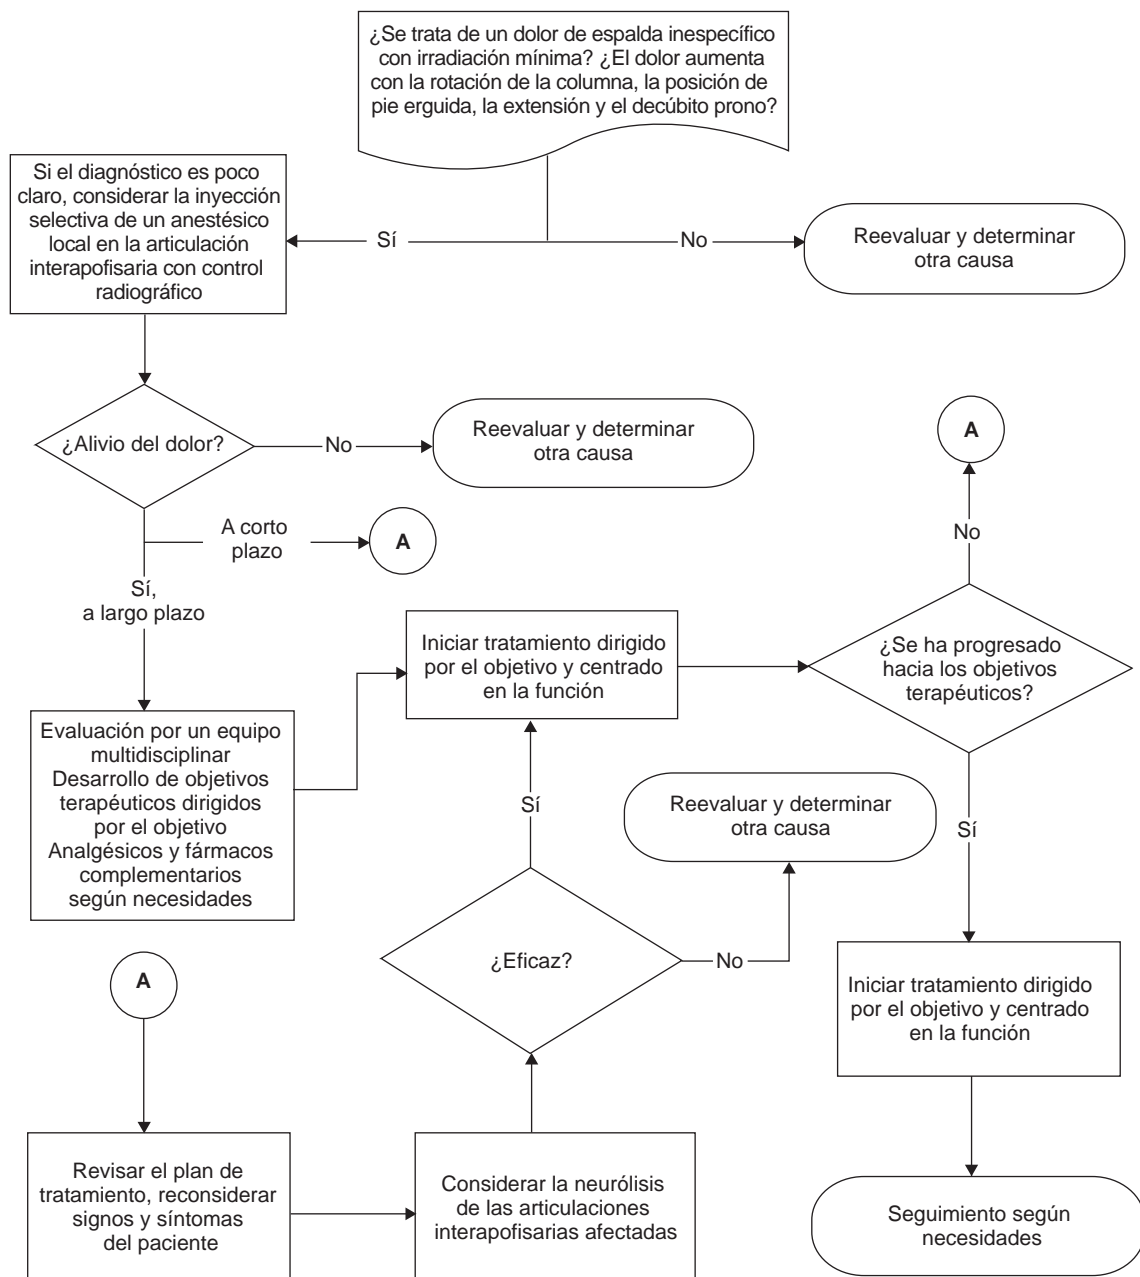 ¿Se trata de un dolor de espalda inespecífico
con irradiación mínima? ¿El dolor aumenta
con la rotación de la columna, la posición de
pie erguida, la extensión y el decúbito prono?
Si el diagnóstico es poco
claro, considerar la inyección
selectiva de un anestésico
local en la articulación
interapofisaria con control
radiográfico
Sí
No
Reevaluar y determinar
otra causa
¿Alivio del dolor?
No
Reevaluar y determinar
otra causa
A
A corto
plazo
A
No
Sí,
a largo plazo
Iniciar tratamiento dirigido
por el objetivo y centrado
en la función
¿Se ha progresado
hacia los objetivos
terapéuticos?
Evaluación por un equipo
multidisciplinar
Desarrollo de objetivos
terapéuticos dirigidos
por el objetivo
Analgésicos y fármacos
complementarios
según necesidades
Sí
Reevaluar y determinar
otra causa
Sí
¿Eficaz?
No
A
Iniciar tratamiento dirigido
por el objetivo y centrado
en la función
Revisar el plan de
tratamiento, reconsiderar
signos y síntomas
del paciente
Considerar la neurólisis
de las articulaciones
interapofisarias afectadas
Seguimiento según
necesidades